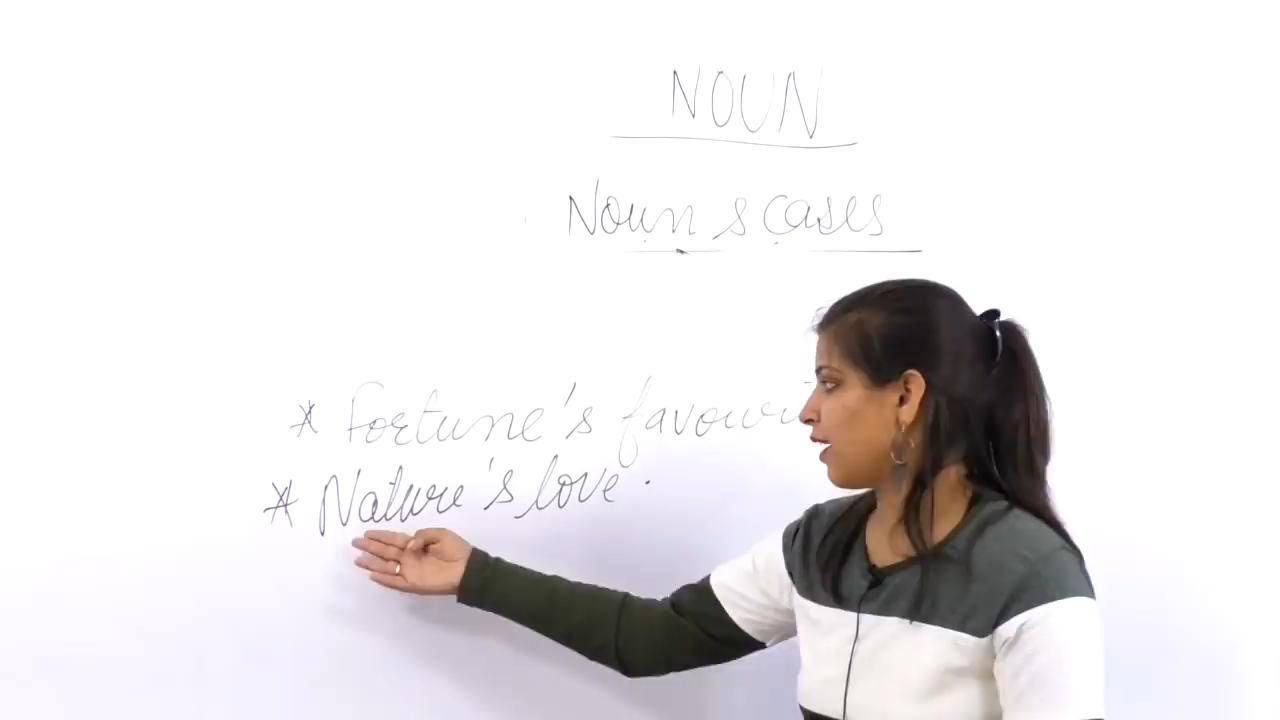 NOUN
Noun s cases
* Fortune's
* Nature's love.